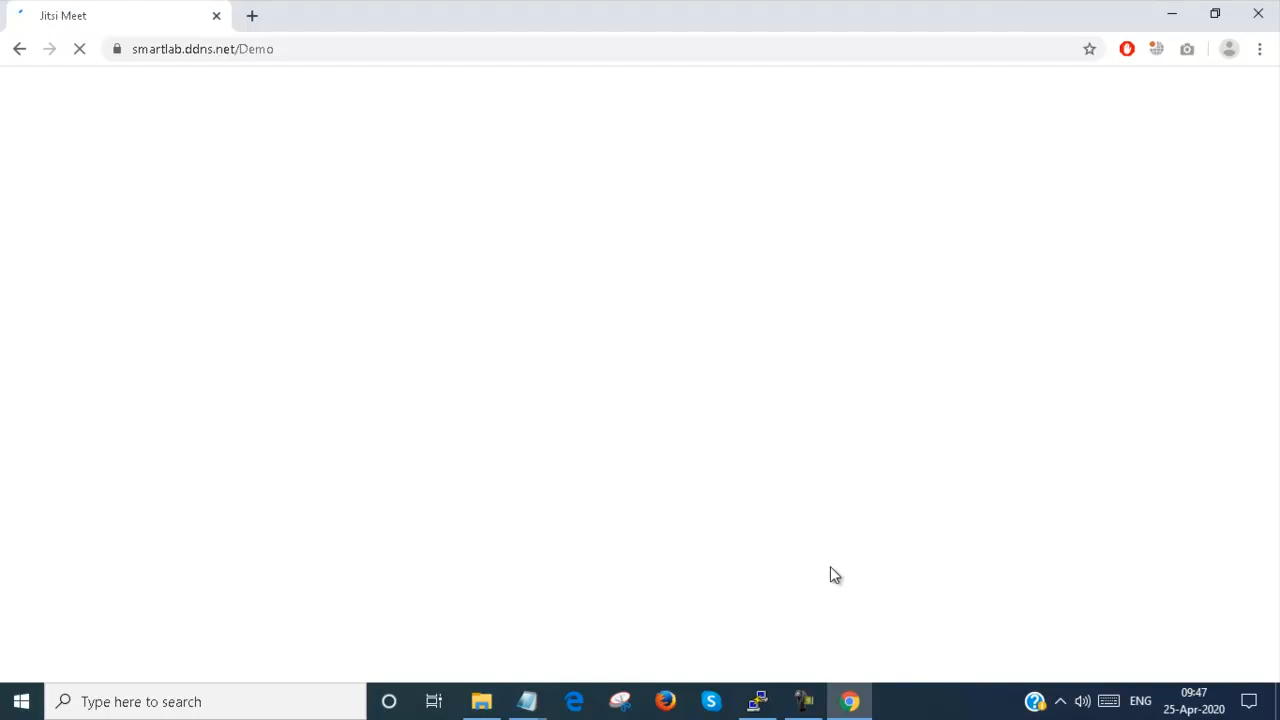 Jitsi Meet
smartlab.ddns.net/Demo
Type here to search
ENG
09:47
25-Apr-2020